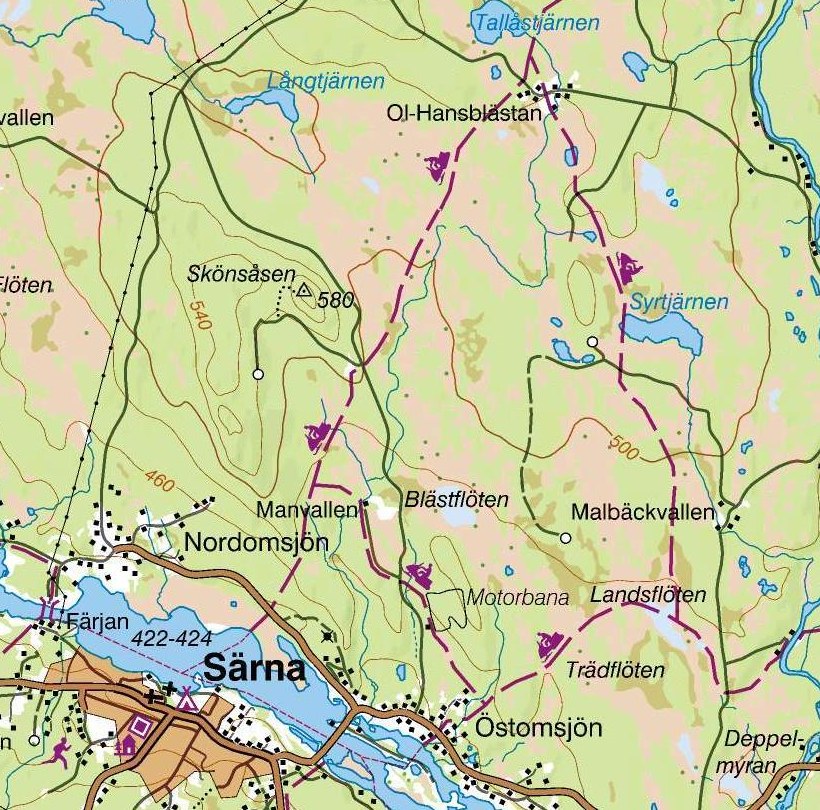 Tallåstjärnen
Långtjärnen
Ol-Hansblästan
vallen
Skönsåsen
580
flöten
540
Syrtjärnen
500
460
Manvallen
Blästflöten
Malbäckvallen
Nordomsjön
Motorbana
Landsflöten
Färjan
422-424
Särna
Trädflöten
Östomsjön
Deppel-
myran
n